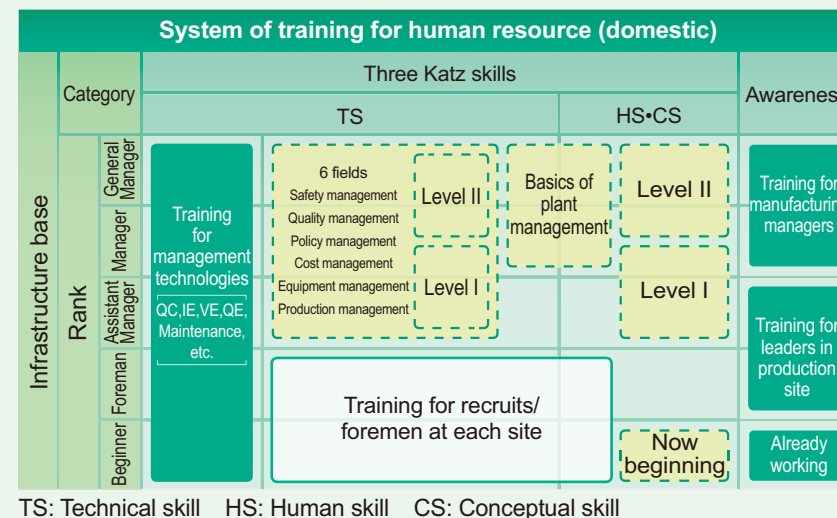 System of training for human resource (domestic)
Infrastructure base
Category
Three Katz skills
TS
HS•CS
Awareness
Rank
General
Manager
Manager
Assistant
Manager
Foreman
Beginner
Training
for
management
technologies
QC,IE,VE,QE,
Maintenance,
etc.
6 fields
Safety management
Quality management
Policy management
Cost management
Equipment management
Production management
Level II
Level I
Basics of
plant
management
Level II
Level I
Training for recruits/
foremen at each site
Now
beginning
Training for
manufacturing
managers
Training for
leaders in
production
site
Already
working
TS: Technical skill HS: Human skill CS: Conceptual skill